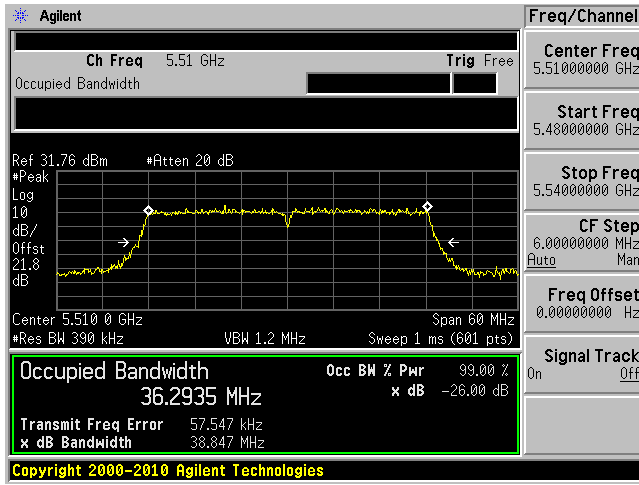 Agilent
Freq/Channel
Ch Freq 5.51 GHz Trig Free
Occupied Bandwidth
Center Freq
5.51000000 GHz
Start Freq
5.48000000 GHz
Stop Freq
5.54000000 GHz
CF Step
6.00000000 MHz
Auto Man
Freq Offset
0.00000000 Hz
Signal Track
On Off
Ref 31.76 dBm #Atten 20 dB
#Peak
Log
10
dB/
Offst
21.8
dB
Center 5.510 0 GHz Span 60 MHz
#Res BW 390 kHz VBW 1.2 MHz Sweep 1 ms (601 pts)
Occupied Bandwidth Occ BW % Pwr 99.00 %
36.2935 MHz x dB -26.00 dB
Transmit Freq Error 57.547 kHz
x dB Bandwidth 38.847 MHz
Copyright 2000-2010 Agilent Technologies